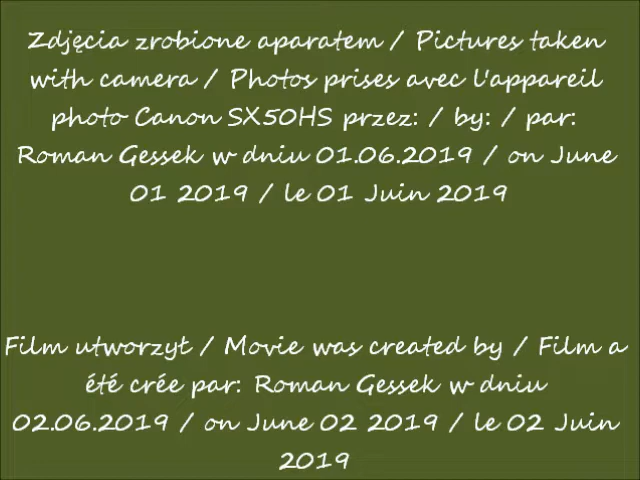 Zdjęcia zrobione aparatem / Pictures taken
with camera / Photos prises avec l'appareil
photo Canon SX50HS przez: / by: / par:
Roman Gessek w dniu 01.06.2019 / on June
01 2019 / le 01 Juin 2019
Film utworzył / Movie was created by / Film a
été crée par: Roman Gessek w dniu
02.06.2019 / on June 02 2019 / le 02 Juin
2019